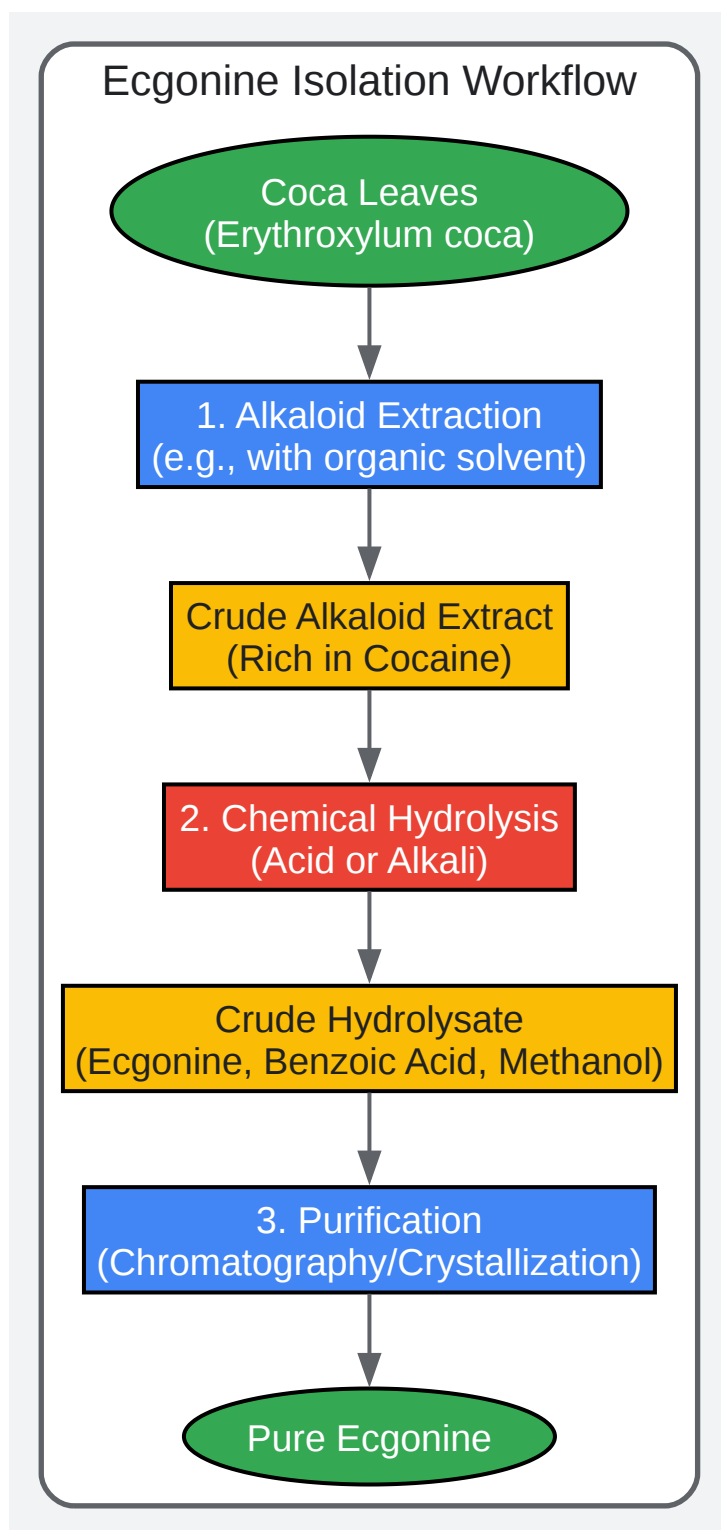 Ecgonine Isolation Workflow
Coca Leaves
(Erythroxylum coca)
1. Alkaloid Extraction
(e.g., with organic solvent)
Crude Alkaloid Extract
(Rich in Cocaine)
2. Chemical Hydrolysis
(Acid or Alkali)
Crude Hydrolysate
(Ecgonine, Benzoic Acid, Methanol)
3. Purification
(Chromatography/Crystallization)
Pure Ecgonine